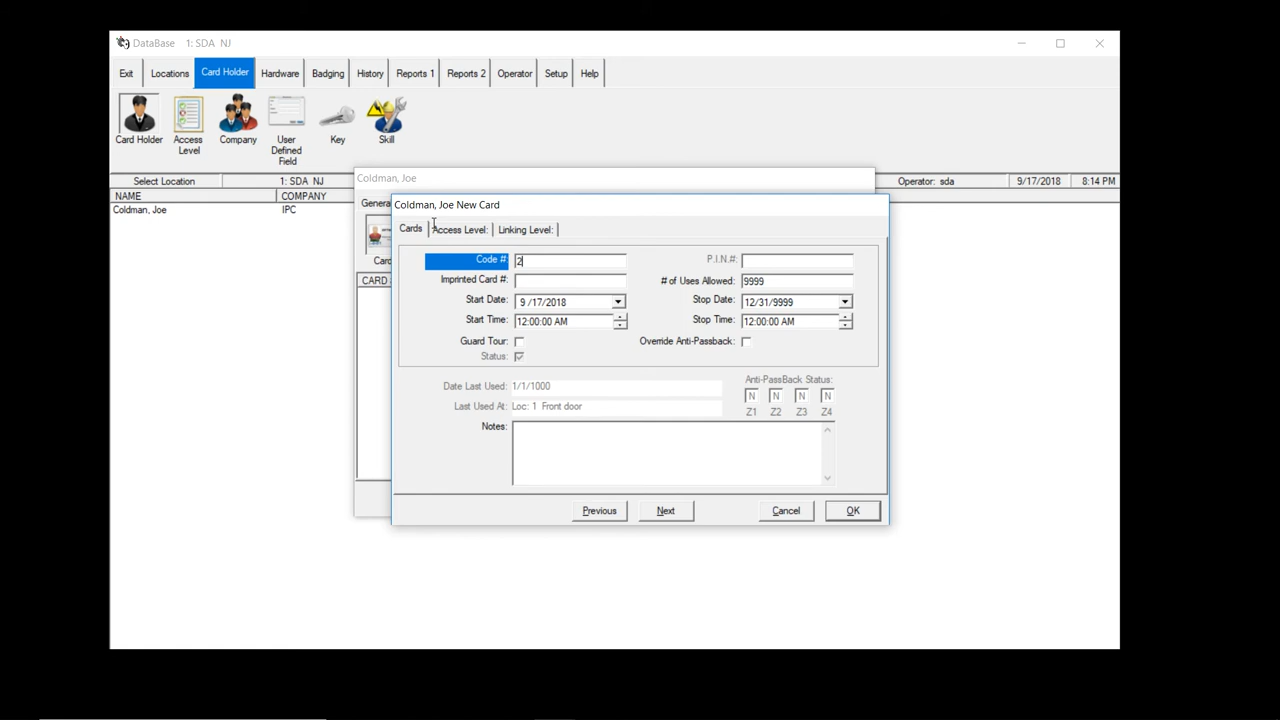 DataBase 1: SDA NJ
Exit Locations Card Holder Hardware Badging History Reports 1 Reports 2 Operator Setup Help
Card Holder Access Level Company User Defined Field Key Skill
Select Location 1: SDA NJ Operator: sda 9/17/2018 8:14 PM
NAME COMPANY
Coldman, Joe IPC
Coldman, Joe
Genera
Car
CARD
Coldman, Joe New Card
Cards Access Level: Linking Level:
Code #: 2 P.I.N.#:
Imprinted Card #: # of Uses Allowed: 9999
Start Date: 9 /17/2018 Stop Date: 12/31/9999
Start Time: 12:00:00 AM Stop Time: 12:00:00 AM
Guard Tour: Override Anti-Passback:
Status:
Date Last Used: 1/1/1000 Anti-PassBack Status:
N N N N
Last Used At: Loc: 1 Front door Z1 Z2 Z3 Z4
Notes:
Previous Next Cancel OK